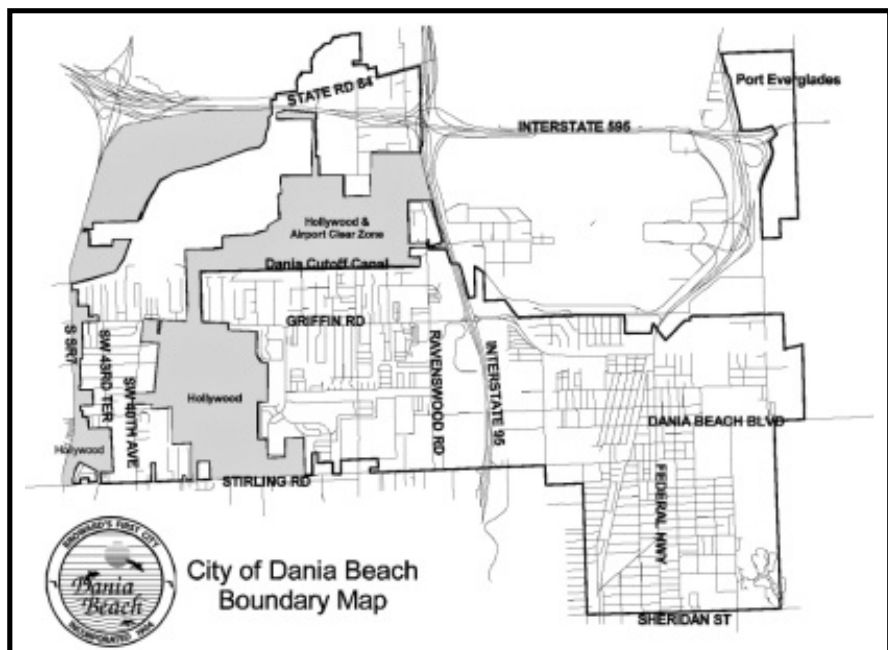 STATE RD 84
Port Everglades
INTERSTATE 595
Hollywood &
Airport Clear Zone
Dania Cutoff Canal
GRIFFIN RD
S SR7
SW 43RD TER
SW 40TH AVE
Hollywood
RAVENSWOOD RD
INTERSTATE 95
DANIA BEACH BLVD
Hollywood
STIRLING RD
FEDERAL HWY
BROWARD'S FIRST CITY
Dania
Beach
INCORPORATED 1904
City of Dania Beach
Boundary Map
SHERIDAN ST